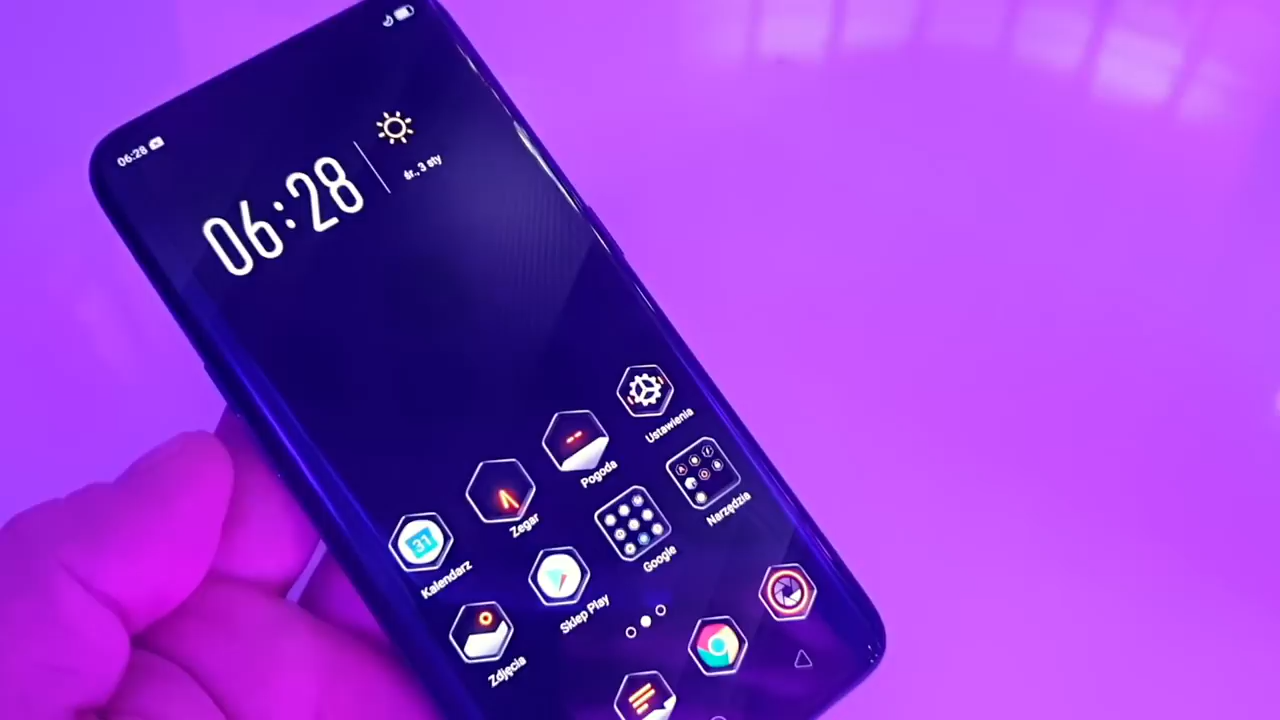 06:28
06:28
śr., 3 sty
Kalendarz
Zegar
Pogoda
Ustawienia
Zdjęcia
Sklep Play
Google
Narzędzia
31